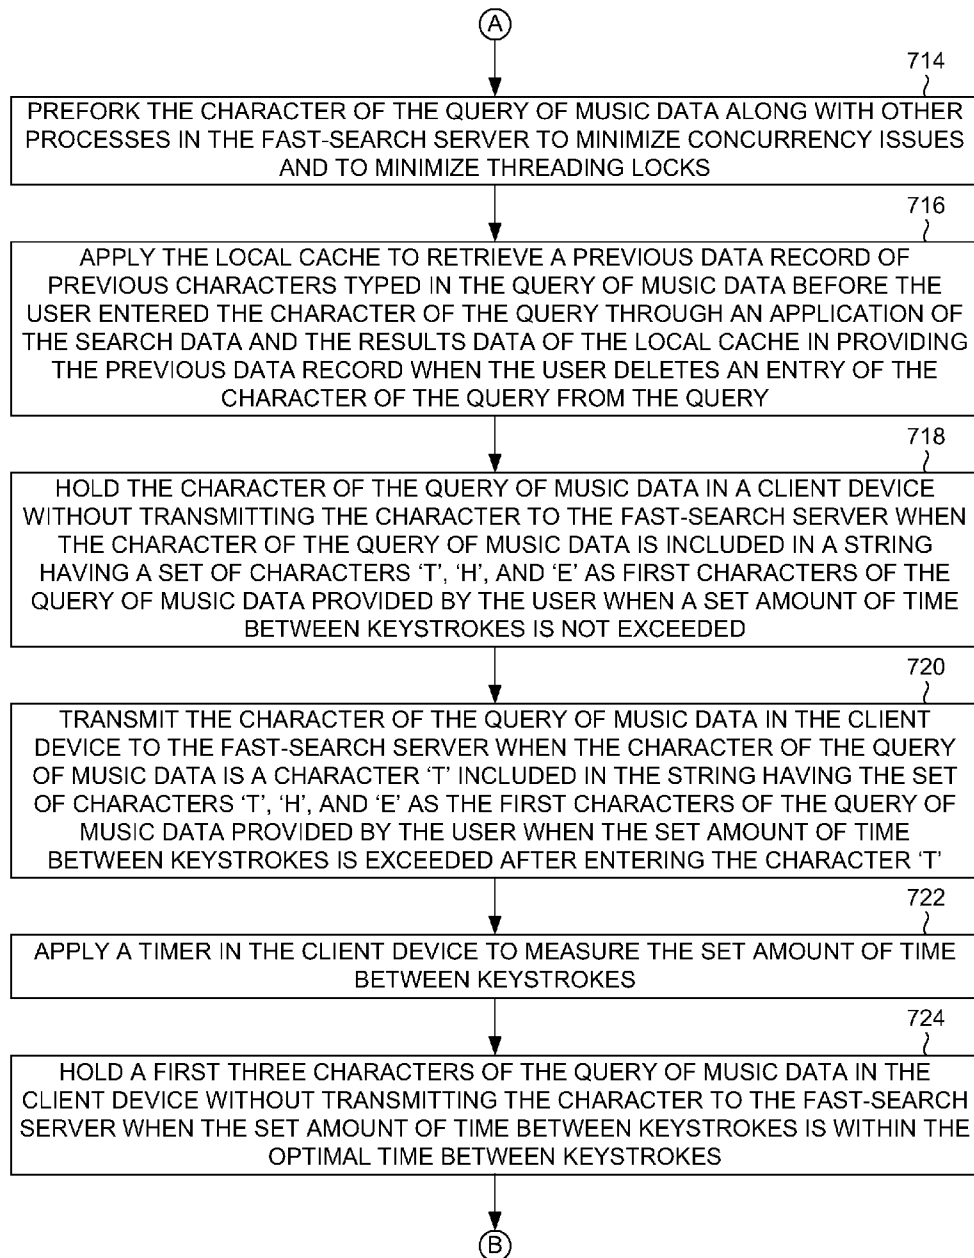 A
714
PREFORK THE CHARACTER OF THE QUERY OF MUSIC DATA ALONG WITH OTHER
PROCESSES IN THE FAST-SEARCH SERVER TO MINIMIZE CONCURRENCY ISSUES
AND TO MINIMIZE THREADING LOCKS
716
APPLY THE LOCAL CACHE TO RETRIEVE A PREVIOUS DATA RECORD OF
PREVIOUS CHARACTERS TYPED IN THE QUERY OF MUSIC DATA BEFORE THE
USER ENTERED THE CHARACTER OF THE QUERY THROUGH AN APPLICATION OF
THE SEARCH DATA AND THE RESULTS DATA OF THE LOCAL CACHE IN PROVIDING
THE PREVIOUS DATA RECORD WHEN THE USER DELETES AN ENTRY OF THE
CHARACTER OF THE QUERY FROM THE QUERY
718
HOLD THE CHARACTER OF THE QUERY OF MUSIC DATA IN A CLIENT DEVICE
WITHOUT TRANSMITTING THE CHARACTER TO THE FAST-SEARCH SERVER WHEN
THE CHARACTER OF THE QUERY OF MUSIC DATA IS INCLUDED IN A STRING
HAVING A SET OF CHARACTERS ‘T’, ‘H’, AND ‘E’ AS FIRST CHARACTERS OF THE
QUERY OF MUSIC DATA PROVIDED BY THE USER WHEN A SET AMOUNT OF TIME
BETWEEN KEYSTROKES IS NOT EXCEEDED
720
TRANSMIT THE CHARACTER OF THE QUERY OF MUSIC DATA IN THE CLIENT
DEVICE TO THE FAST-SEARCH SERVER WHEN THE CHARACTER OF THE QUERY
OF MUSIC DATA IS A CHARACTER ‘T’ INCLUDED IN THE STRING HAVING THE SET
OF CHARACTERS ‘T’, ‘H’, AND ‘E’ AS THE FIRST CHARACTERS OF THE QUERY OF
MUSIC DATA PROVIDED BY THE USER WHEN THE SET AMOUNT OF TIME
BETWEEN KEYSTROKES IS EXCEEDED AFTER ENTERING THE CHARACTER ‘T’
722
APPLY A TIMER IN THE CLIENT DEVICE TO MEASURE THE SET AMOUNT OF TIME
BETWEEN KEYSTROKES
724
HOLD A FIRST THREE CHARACTERS OF THE QUERY OF MUSIC DATA IN THE
CLIENT DEVICE WITHOUT TRANSMITTING THE CHARACTER TO THE FAST-SEARCH
SERVER WHEN THE SET AMOUNT OF TIME BETWEEN KEYSTROKES IS WITHIN THE
OPTIMAL TIME BETWEEN KEYSTROKES
B